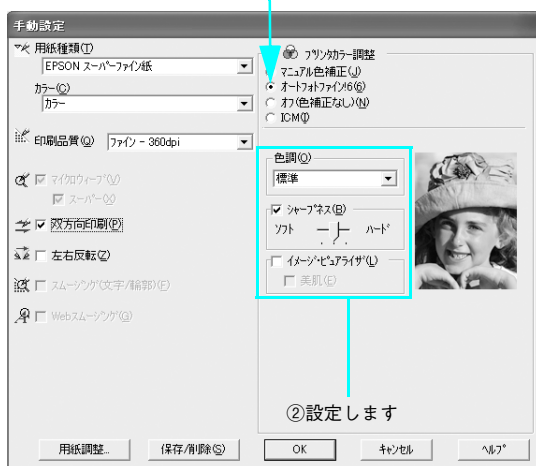 手動設定
用紙種類(T)
EPSON スーパーファイン紙
カラー(C)
カラー
印刷品質(Q) ファイン - 360dpi
マイクロウィーブ(V)
スーパー(X)
双方向印刷(P)
左右反転(Z)
スムージング(文字/輪郭)(F)
Webスムージング(G)
プリンタカラー調整
マニュアル色補正(J)
オートフォトファイン!6(6)
オフ(色補正なし)(N)
ICM(I)
色調(O)
標準
シャープネス(B)
ソフト ハード
イメージ・ピュアライザ(L)
美肌(E)
②設定します
用紙調整... 保存/削除(S) OK キャンセル ヘルプ